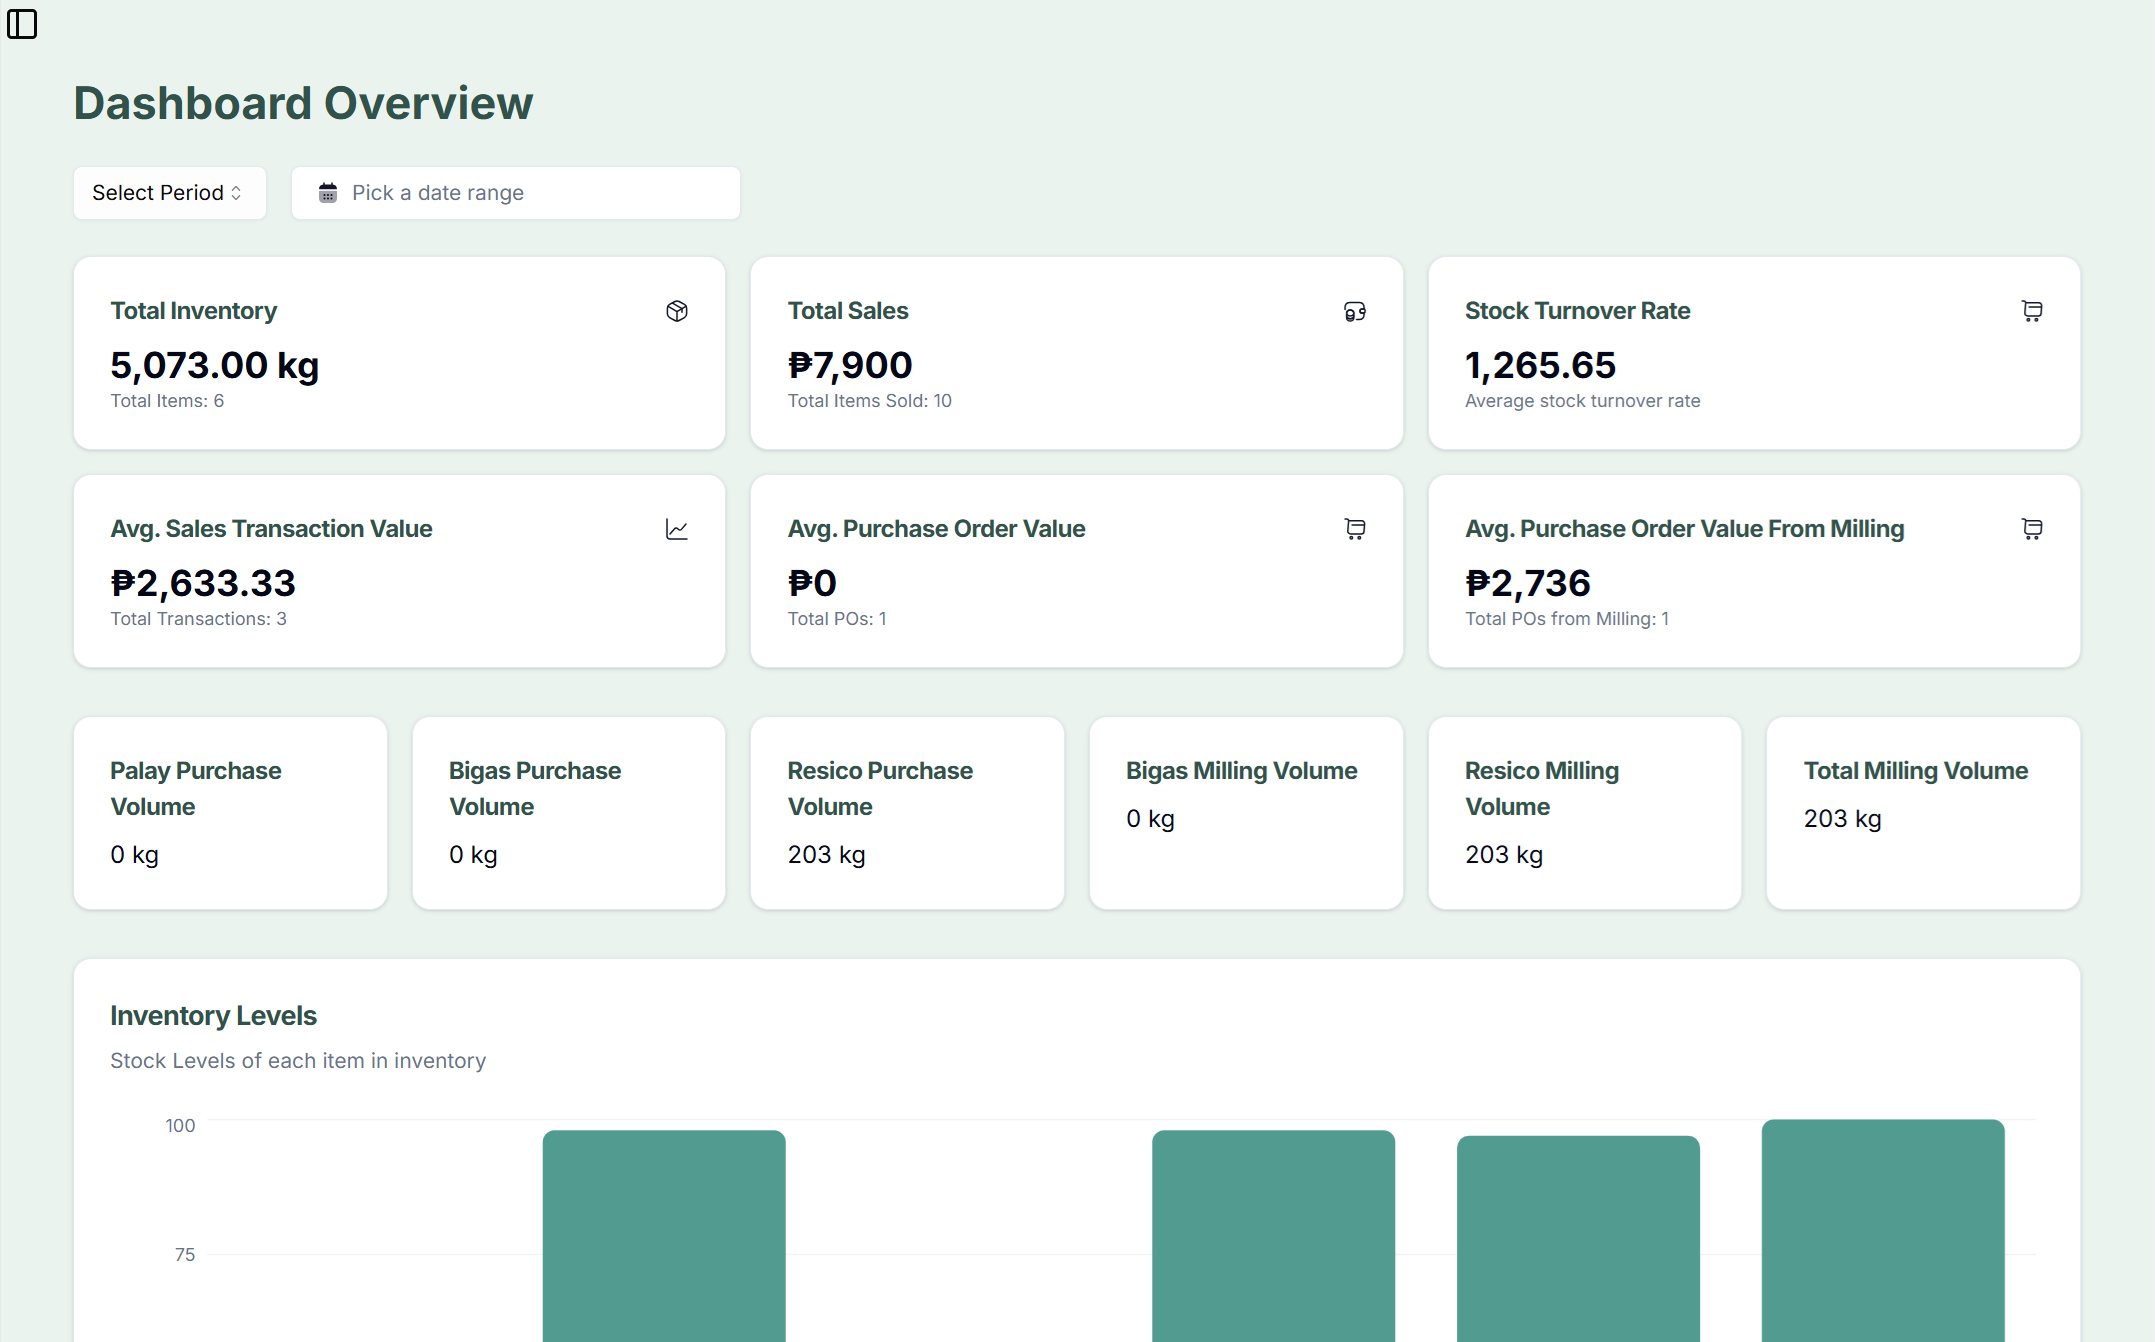 Dashboard Overview
Select Period
Pick a date range
Total Inventory
5,073.00 kg
Total Items: 6
Total Sales
₱7,900
Total Items Sold: 10
Stock Turnover Rate
1,265.65
Average stock turnover rate
Avg. Sales Transaction Value
₱2,633.33
Total Transactions: 3
Avg. Purchase Order Value
₱0
Total POs: 1
Avg. Purchase Order Value From Milling
₱2,736
Total POs from Milling: 1
Palay Purchase
Volume
0 kg
Bigas Purchase
Volume
0 kg
Resico Purchase
Volume
203 kg
Bigas Milling Volume
0 kg
Resico Milling
Volume
203 kg
Total Milling Volume
203 kg
Inventory Levels
Stock Levels of each item in inventory
100
75